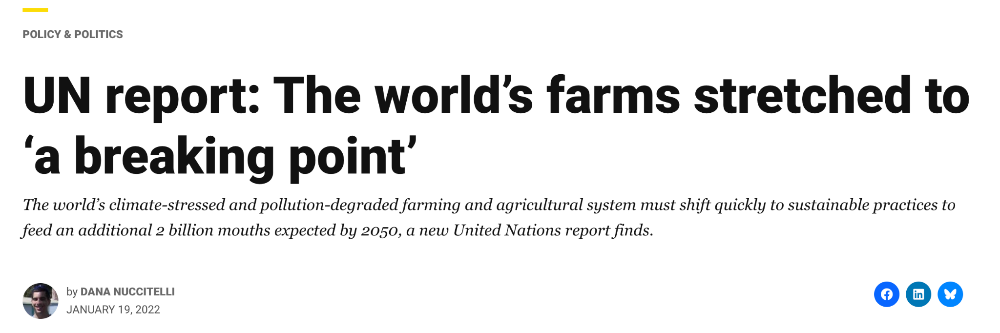 POLICY & POLITICS
UN report: The world’s farms stretched to
‘a breaking point’
The world’s climate-stressed and pollution-degraded farming and agricultural system must shift quickly to sustainable practices to
feed an additional 2 billion mouths expected by 2050, a new United Nations report finds.
by DANA NUCCITELLI
JANUARY 19, 2022
in